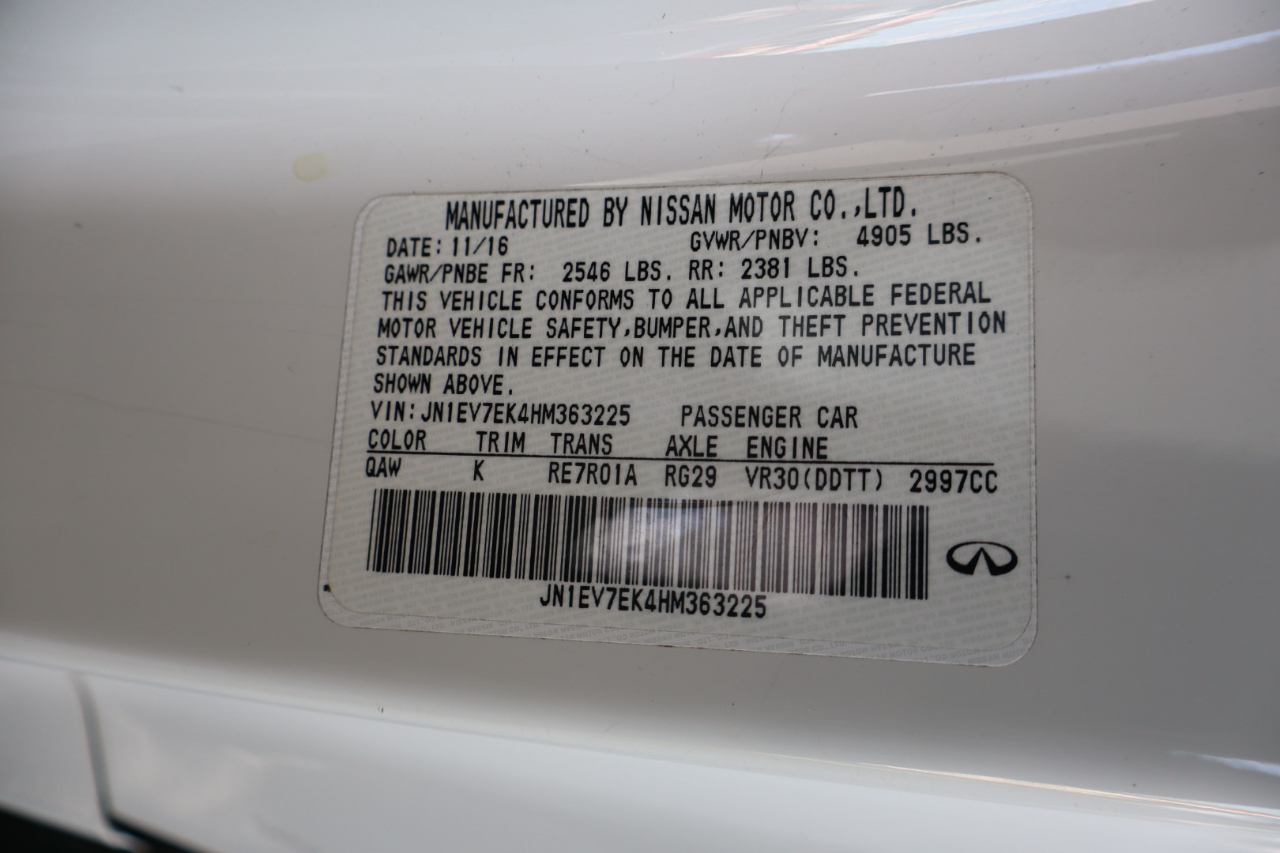 MANUFACTURED BY NISSAN MOTOR CO.,LTD.
DATE: 11/16 GVWR/PNBV: 4905 LBS.
GAWR/PNBE FR: 2546 LBS. RR: 2381 LBS.
THIS VEHICLE CONFORMS TO ALL APPLICABLE FEDERAL
MOTOR VEHICLE SAFETY,BUMPER,AND THEFT PREVENTION
STANDARDS IN EFFECT ON THE DATE OF MANUFACTURE
SHOWN ABOVE.
VIN:JN1EV7EK4HM363225 PASSENGER CAR
COLOR TRIM TRANS AXLE ENGINE
QAW K RE7R01A RG29 VR30(DDTT) 2997CC
JN1EV7EK4HM363225